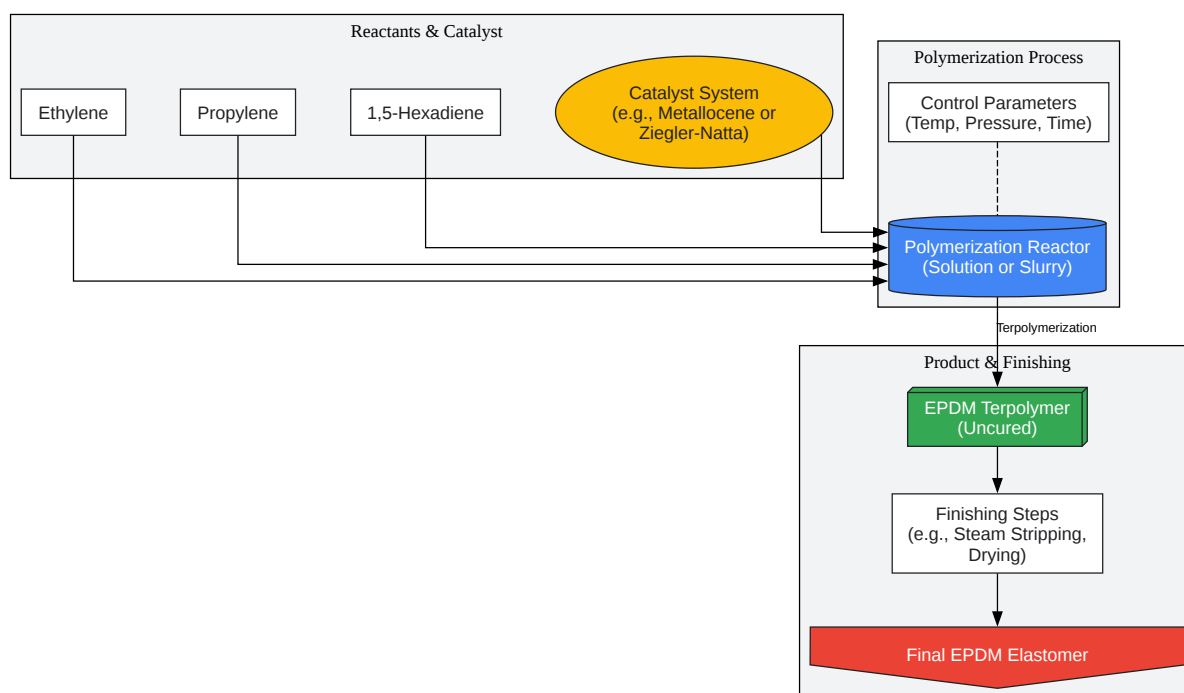 Reactants & Catalyst
Ethylene
Propylene
1,5-Hexadiene
Catalyst System
(e.g., Metallocene or
Ziegler-Natta)
Polymerization Process
Control Parameters
(Temp, Pressure, Time)
Polymerization Reactor
(Solution or Slurry)
Terpolymerization
Product & Finishing
EPDM Terpolymer
(Uncured)
Finishing Steps
(e.g., Steam Stripping,
Drying)
Final EPDM Elastomer